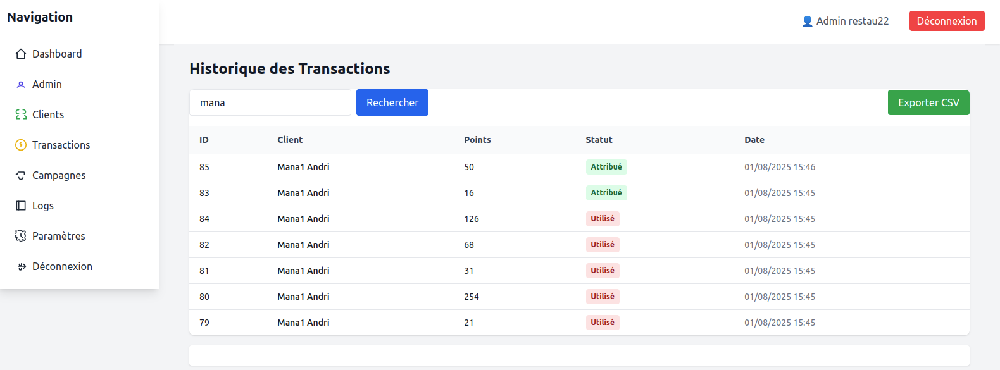 Navigation
Dashboard
Admin
Clients
Transactions
Campagnes
Logs
Paramètres
Déconnexion
Admin restau22
Déconnexion
Historique des Transactions
mana
Rechercher
Exporter CSV
ID Client Points Statut Date
85 Mana1 Andri 50 Attribué 01/08/2025 15:46
83 Mana1 Andri 16 Attribué 01/08/2025 15:45
84 Mana1 Andri 126 Utilisé 01/08/2025 15:45
82 Mana1 Andri 68 Utilisé 01/08/2025 15:45
81 Mana1 Andri 31 Utilisé 01/08/2025 15:45
80 Mana1 Andri 254 Utilisé 01/08/2025 15:45
79 Mana1 Andri 21 Utilisé 01/08/2025 15:45